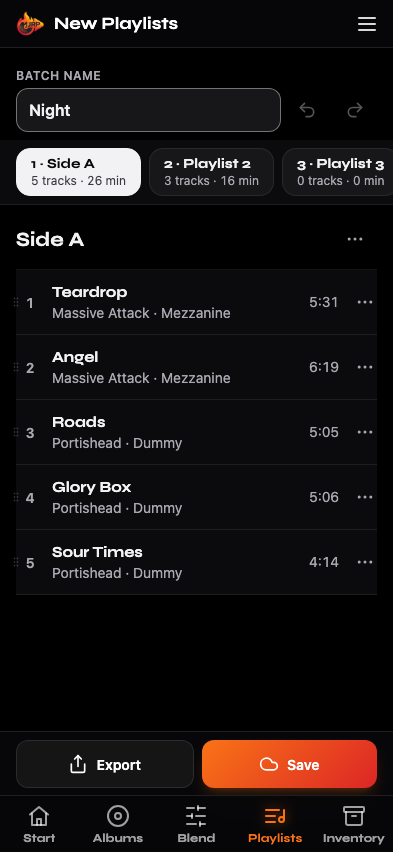 New Playlists
BATCH NAME
Night
1 · Side A
5 tracks · 26 min
2 · Playlist 2
3 tracks · 16 min
3 · Playlist 3
0 tracks · 0 min
Side A
1
Teardrop
Massive Attack · Mezzanine
5:31
2
Angel
Massive Attack · Mezzanine
6:19
3
Roads
Portishead · Dummy
5:05
4
Glory Box
Portishead · Dummy
5:06
5
Sour Times
Portishead · Dummy
4:14
Export
Save
Start
Albums
Blend
Playlists
Inventory